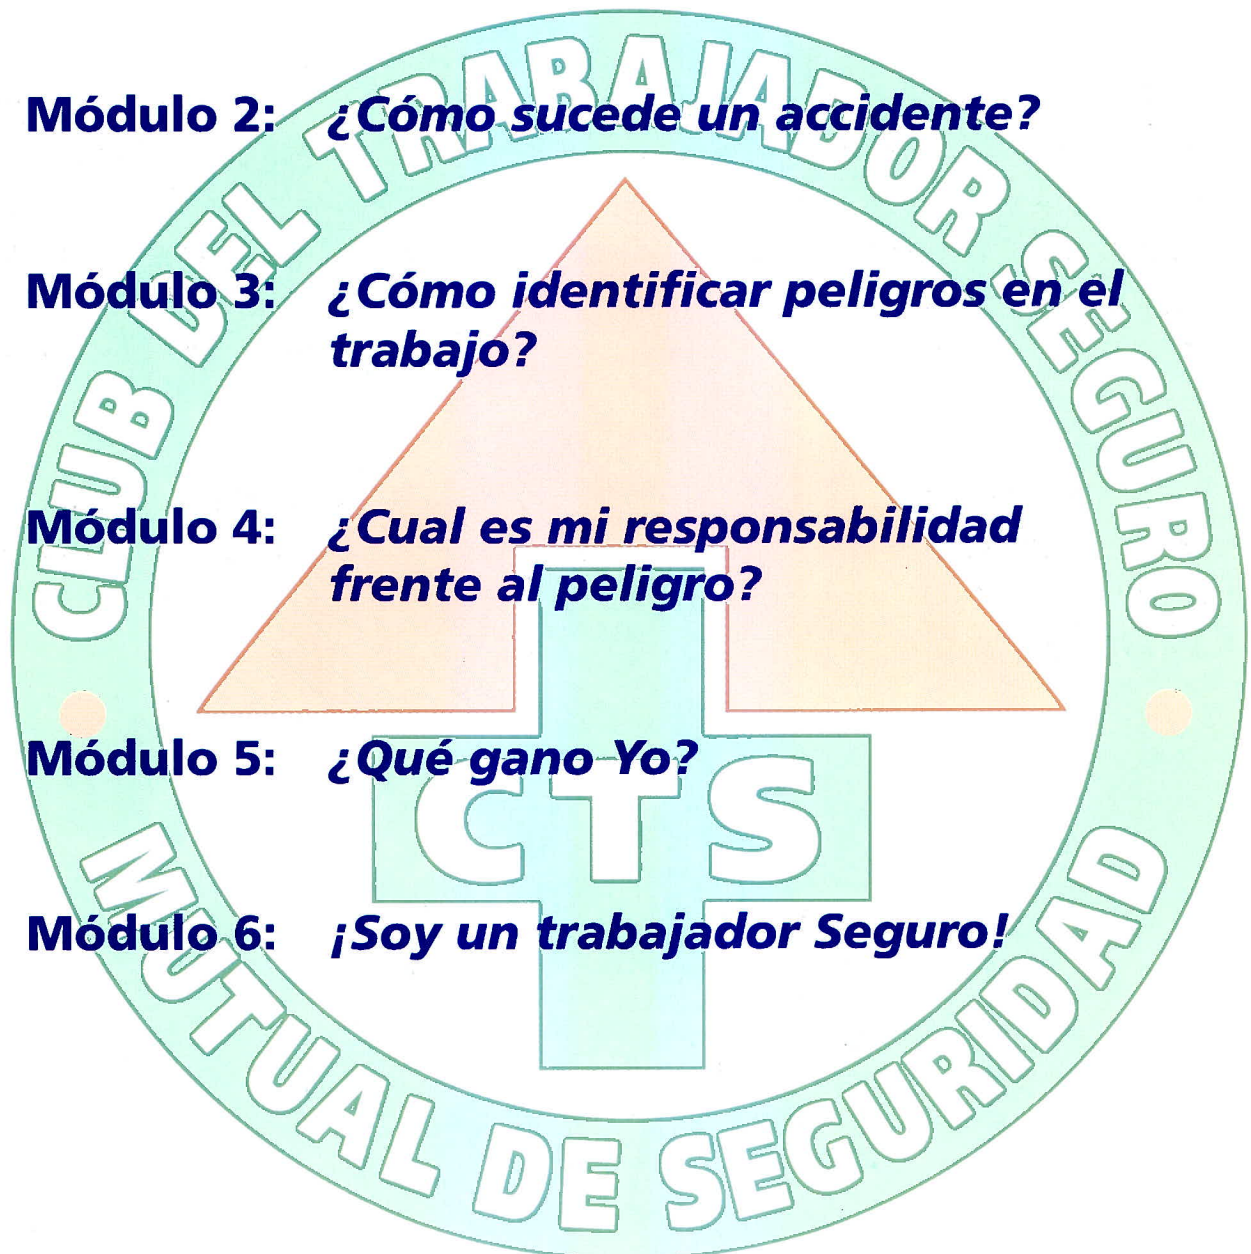 CLUB DEL TRABAJADOR SEGURO
Módulo 2: ¿Cómo sucede un accidente?
Módulo 3: ¿Cómo identificar peligros en el
trabajo?
Módulo 4: ¿Cual es mi responsabilidad
frente al peligro?
Módulo 5: ¿Qué gano Yo?
CTS
Módulo 6: ¡Soy un trabajador Seguro!
MUTUAL DE SEGURIDAD